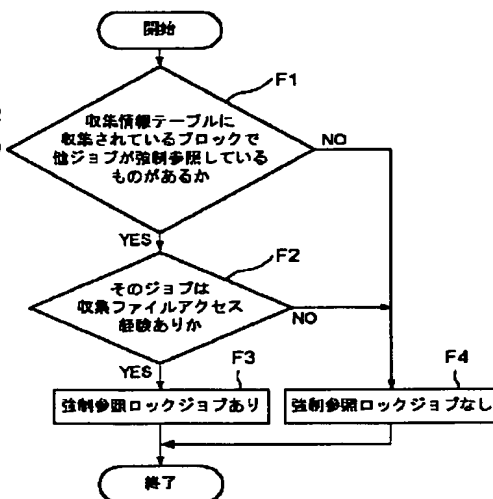 開始
F1
収集情報テーブルに
収集されているブロックで
他ジョブが強制参照している
ものがあるか
NO
YES
F2
そのジョブは
収集ファイルアクセス
経験ありか
NO
YES
F3
F4
強制参照ロックジョブあり
強制参照ロックジョブなし
終了